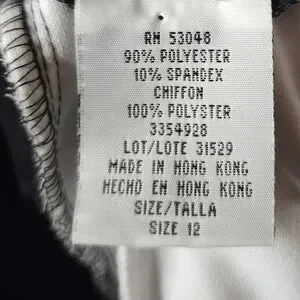 RN 53048
90% POLYESTER
10% SPANDEX
CHIFFON
100% POLYSTER
3354928
LOT/LOTE 31529
MADE IN HONG KONG
HECHO EN HONG KONG
SIZE/TALLA
SIZE 12